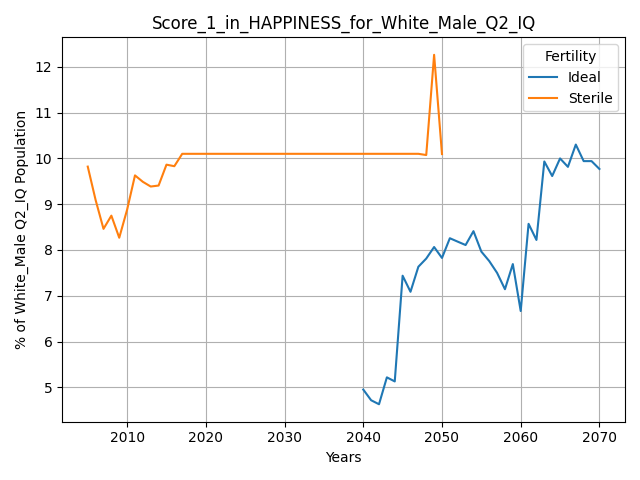 Score_1_in_HAPPINESS_for_White_Male_Q2_IQ
Fertility
Ideal
Sterile
% of White_Male Q2_IQ Population
12
11
10
9
8
7
6
5
2010 2020 2030 2040 2050 2060 2070
Years